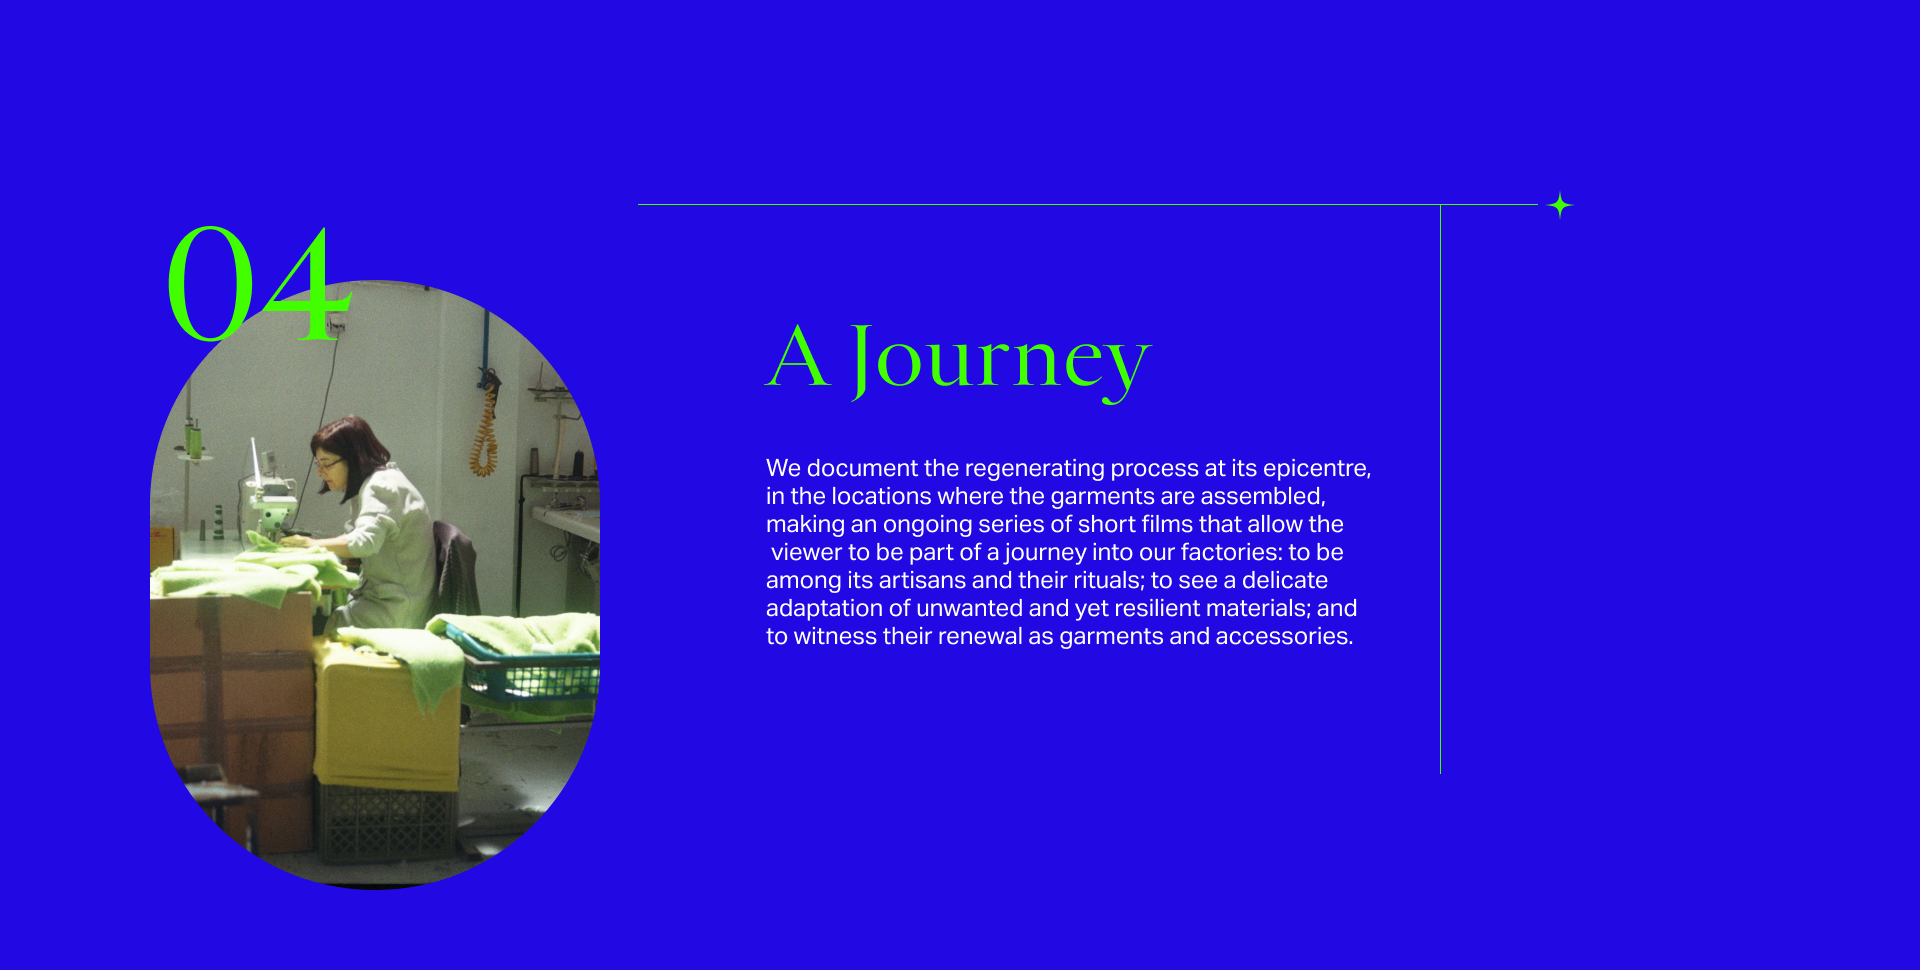 04
A Journey
We document the regenerating process at its epicentre,
in the locations where the garments are assembled,
making an ongoing series of short films that allow the
viewer to be part of a journey into our factories: to be
among its artisans and their rituals; to see a delicate
adaptation of unwanted and yet resilient materials; and
to witness their renewal as garments and accessories.